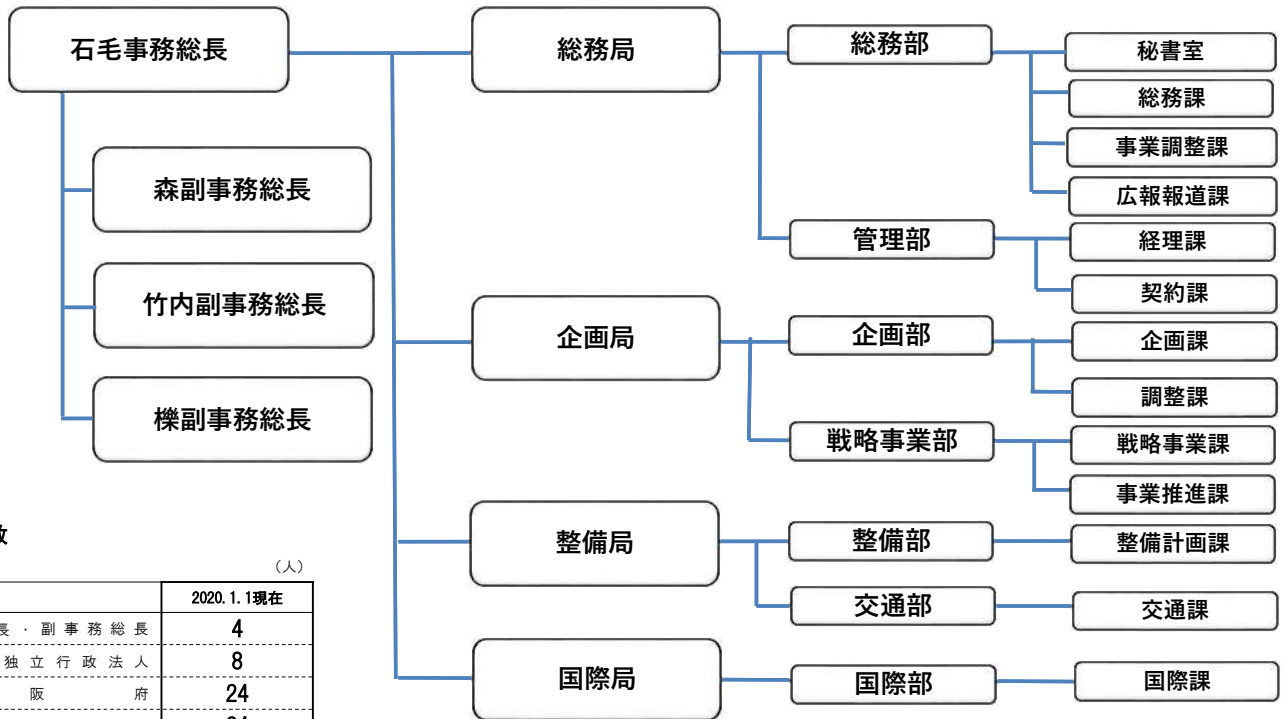 石毛事務総長
森副事務総長
竹内副事務総長
櫟副事務総長
総務局
総務部
秘書室
総務課
事業調整課
広報報道課
管理部
経理課
契約課
企画局
企画部
企画課
調整課
戦略事業部
戦略事業課
事業推進課
整備局
整備部
整備計画課
交通部
交通課
国際局
国際部
国際課
（人）
2020.1.1現在
長・副事務総長 4
独立行政法人 8
阪府 24